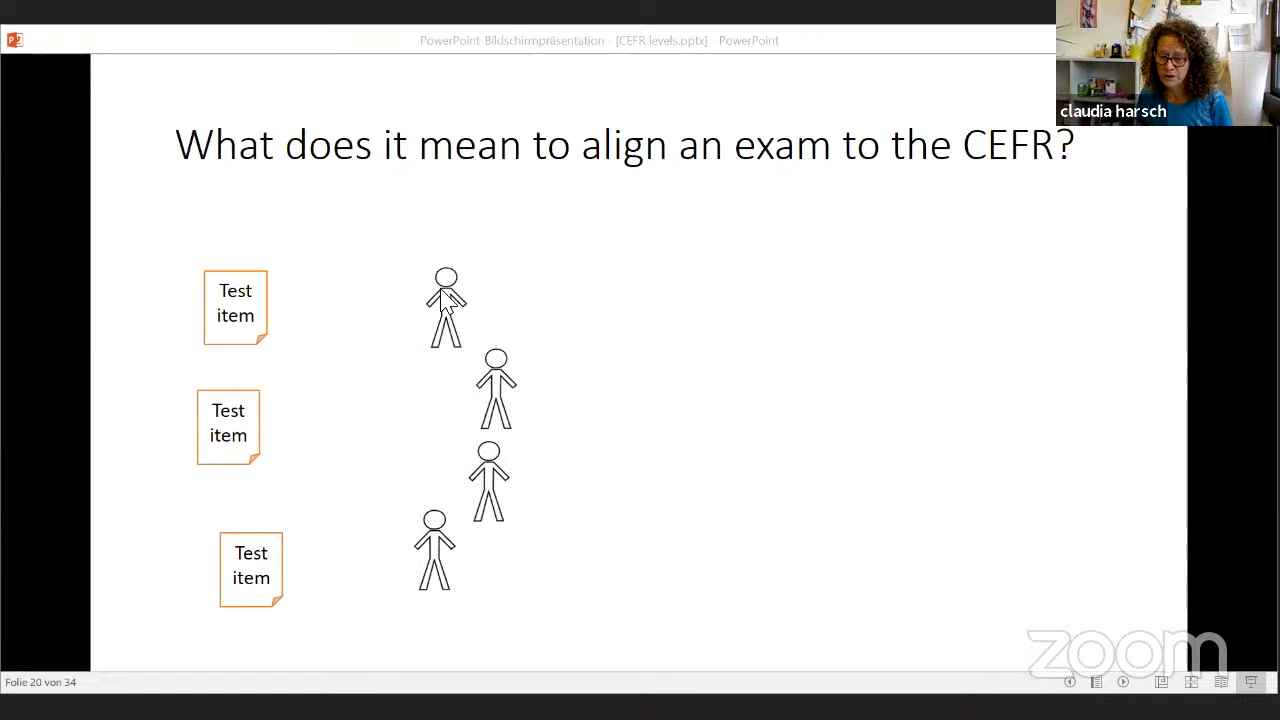 PowerPoint-Bildschirmpräsentation - [CEFR levels.pptx] - PowerPoint
claudia harsch
What does it mean to align an exam to the CEFR?
Test
item
Test
item
Test
item
zoom
Folie 20 von 34